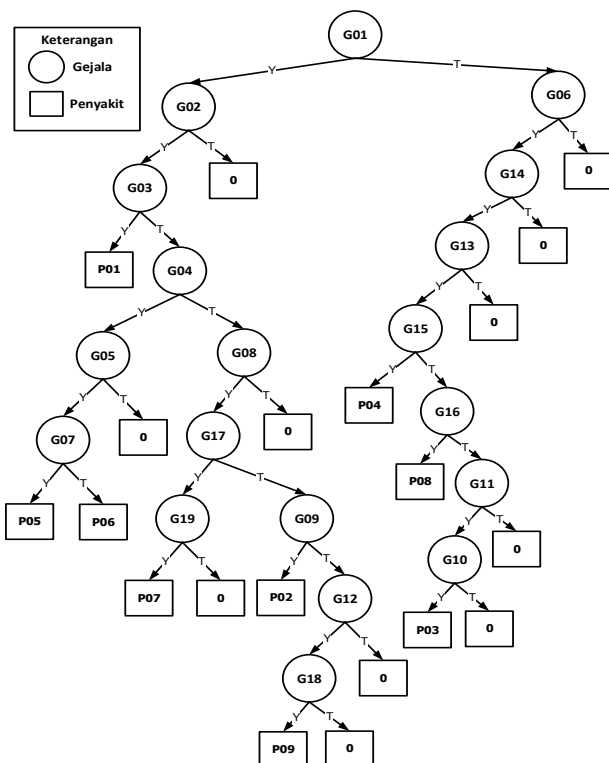 Keterangan
Gejala
Penyakit
G01
Y
T
G02
G06
Y
T
Y
T
G03
0
G14
0
Y
T
Y
T
P01
G04
G13
0
Y
T
Y
T
G05
G08
G15
0
Y
T
Y
T
Y
T
G07
0
G17
0
P04
G16
Y
T
Y
T
Y
T
P05
P06
G19
G09
P08
G11
Y
T
Y
T
Y
T
P07
0
P02
G12
G10
0
Y
T
Y
T
G18
0
P03
0
Y
T
P09
0